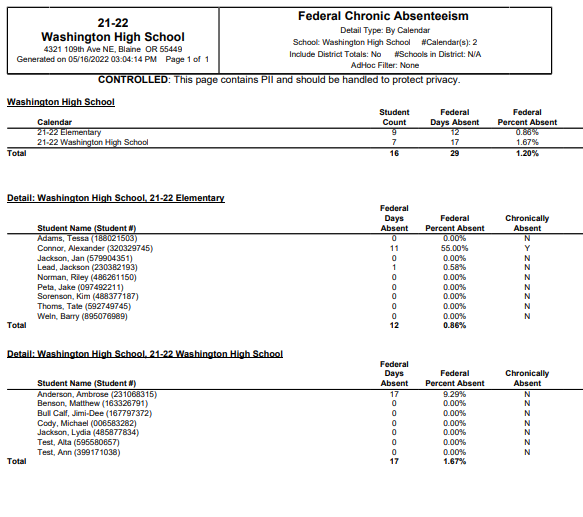 21-22
Washington High School
4321 109th Ave NE, Blaine OR 55449
Generated on 05/16/2022 03:04:14 PM Page 1 of 1
Federal Chronic Absenteeism
Detail Type: By Calendar
School: Washington High School #Calendar(s): 2
Include District Totals: No #Schools in District: N/A
AdHoc Filter: None
CONTROLLED: This page contains PII and should be handled to protect privacy.
Washington High School
Calendar Student Count Federal Days Absent Federal Percent Absent
21-22 Elementary 9 12 0.86%
21-22 Washington High School 7 17 1.67%
Total 16 29 1.20%
Detail: Washington High School, 21-22 Elementary
Student Name (Student #) Federal Days Absent Federal Percent Absent Chronically Absent
Adams, Tessa (188021503) 0 0.00% N
Connor, Alexander (320329745) 11 55.00% Y
Jackson, Jan (579904351) 0 0.00% N
Lead, Jackson (230382193) 1 0.58% N
Norman, Riley (486261150) 0 0.00% N
Peta, Jake (097492211) 0 0.00% N
Sorenson, Kim (488377187) 0 0.00% N
Thoms, Tate (592749745) 0 0.00% N
Weln, Barry (895076989) 0 0.00% N
Total 12 0.86%
Detail: Washington High School, 21-22 Washington High School
Student Name (Student #) Federal Days Absent Federal Percent Absent Chronically Absent
Anderson, Ambrose (231068315) 17 9.29% N
Benson, Matthew (163326791) 0 0.00% N
Bull Calf, Jimi-Dee (167797372) 0 0.00% N
Cody, Michael (006583282) 0 0.00% N
Jackson, Lydia (485877834) 0 0.00% N
Test, Alta (595580657) 0 0.00% N
Test, Ann (399171038) 0 0.00% N
Total 17 1.67%